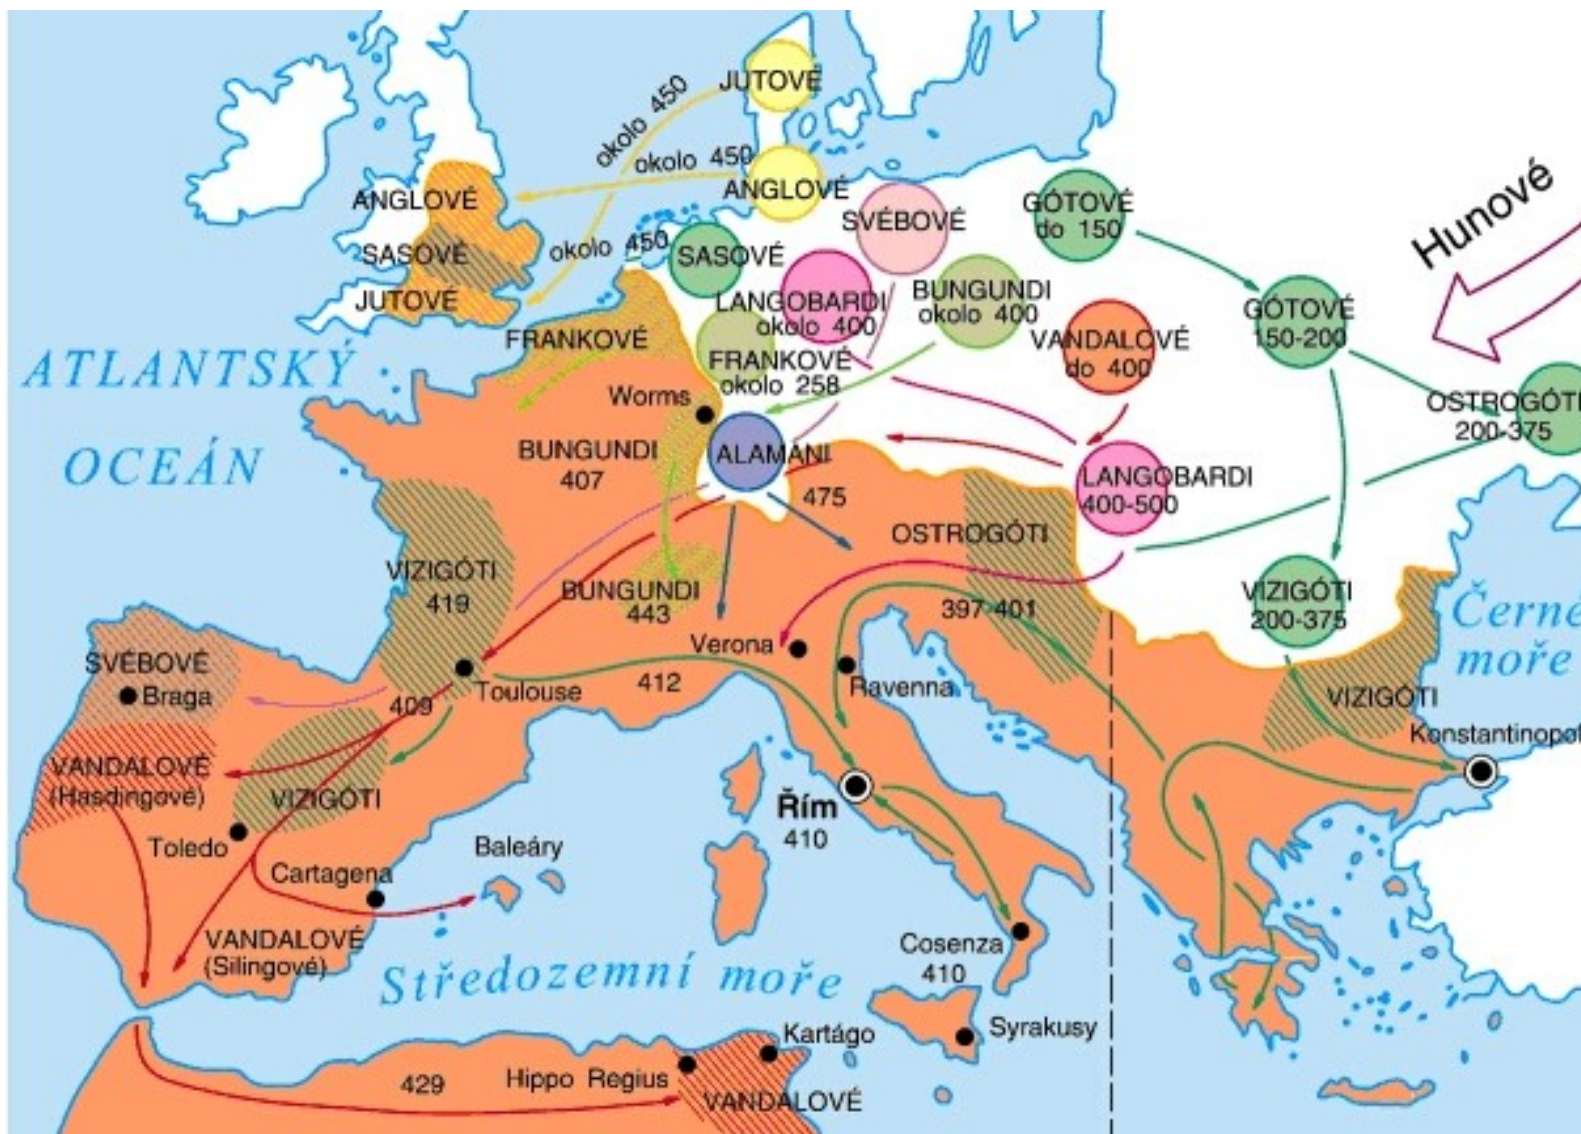 JUTOVÉ
okolo 450
okolo 450
ANGLOVÉ
ANGLOVÉ
SVÉBOVÉ
GÓTOVÉ
do 150
Hunové
SASOVÉ
okolo 450
SASOVÉ
JUTOVÉ
LANGOBARDI
okolo 400
BUNGUNDI
okolo 400
GÓTOVÉ
150-200
FRANKOVÉ
FRANKOVÉ
okolo 258
VANDALOVÉ
do 400
ATLANTSKÝ
OCEÁN
Worms
OSTROGÓTI
200-375
BUNGUNDI
407
ALAMANI
475
LANGOBARDI
400-500
OSTROGÓTI
VIZIGÓTI
419
BUNGUNDI
443
397-401
VIZIGÓTI
200-375
Černé
moře
Verona
SVÉBOVÉ
Braga
409
Toulouse
412
Ravenna
VIZIGÓTI
Konstantinopol
VANDALOVÉ
(Hasdingové)
VIZIGÓTI
Řím
410
Toledo
Baleáry
Cartagena
VANDALOVÉ
(Silingové)
Středozemní moře
Cosenza
410
Syrakusy
Kartágo
429
Hippo Regius
VANDALOVÉ